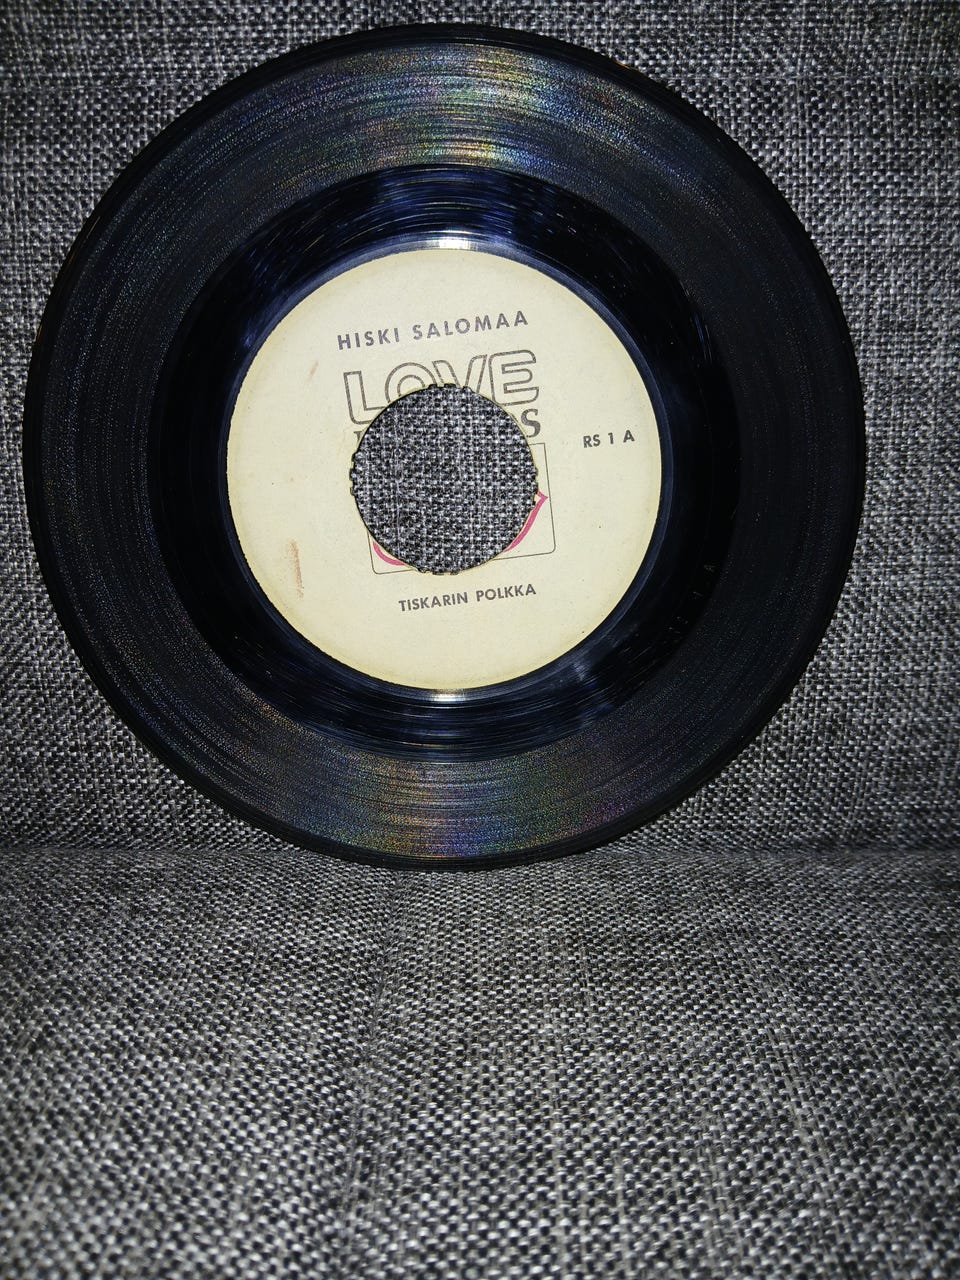 HISKI SALOMAA
LOVE
RS 1 A
TISKARIN POLKKA